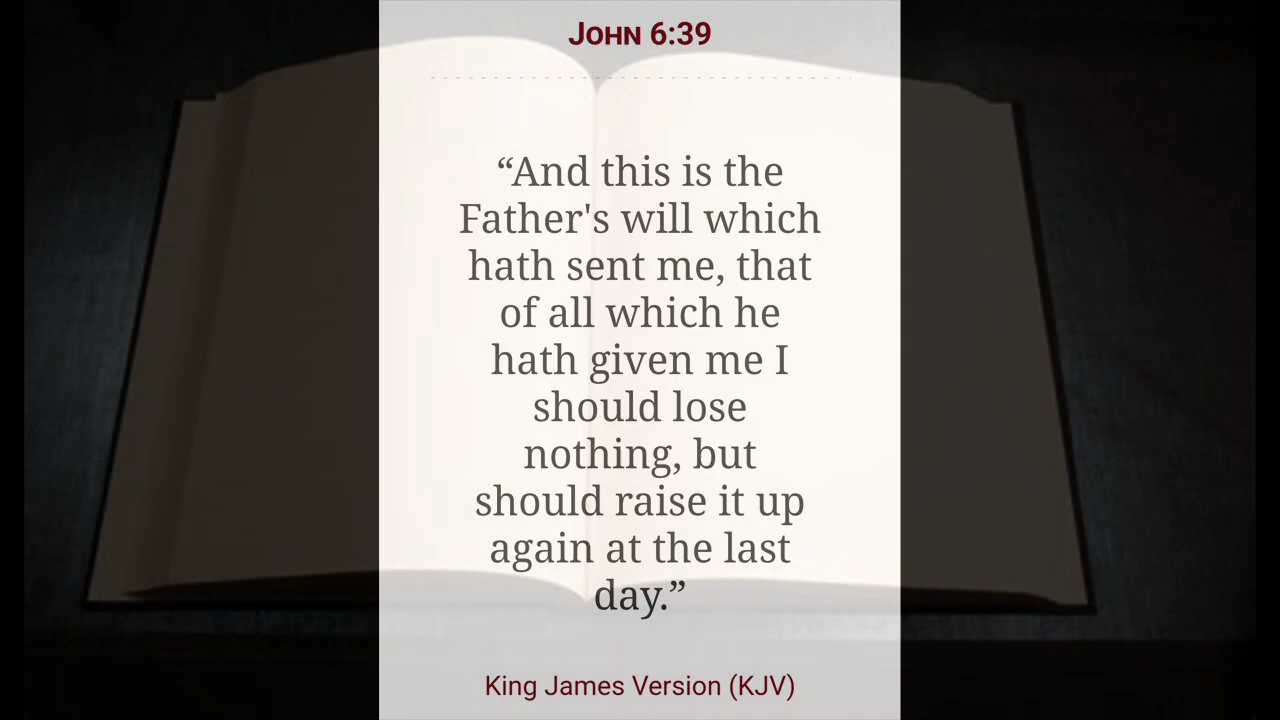 John 6:39
“And this is the
Father's will which
hath sent me, that
of all which he
hath given me I
should lose
nothing, but
should raise it up
again at the last
day.”
King James Version (KJV)